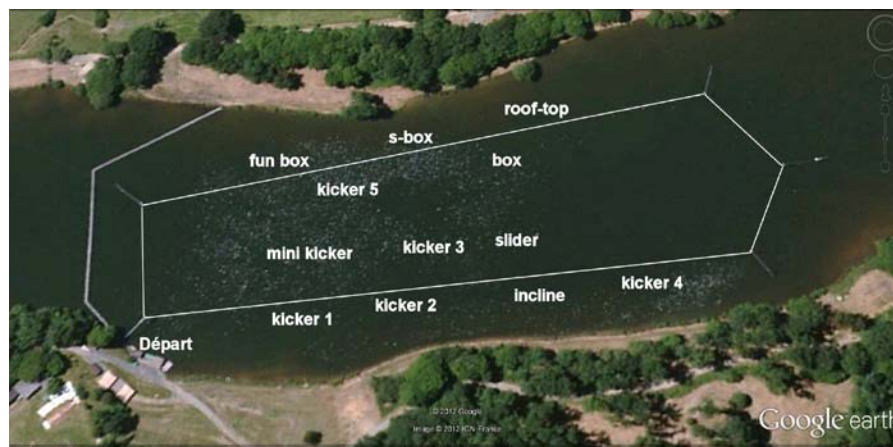 roof-top
s-box
fun box
box
kicker 5
mini kicker
kicker 3
slider
incline
kicker 4
kicker 2
kicker 1
Départ
© 2012 Google
Image © 2012 IGN-France
Google earth